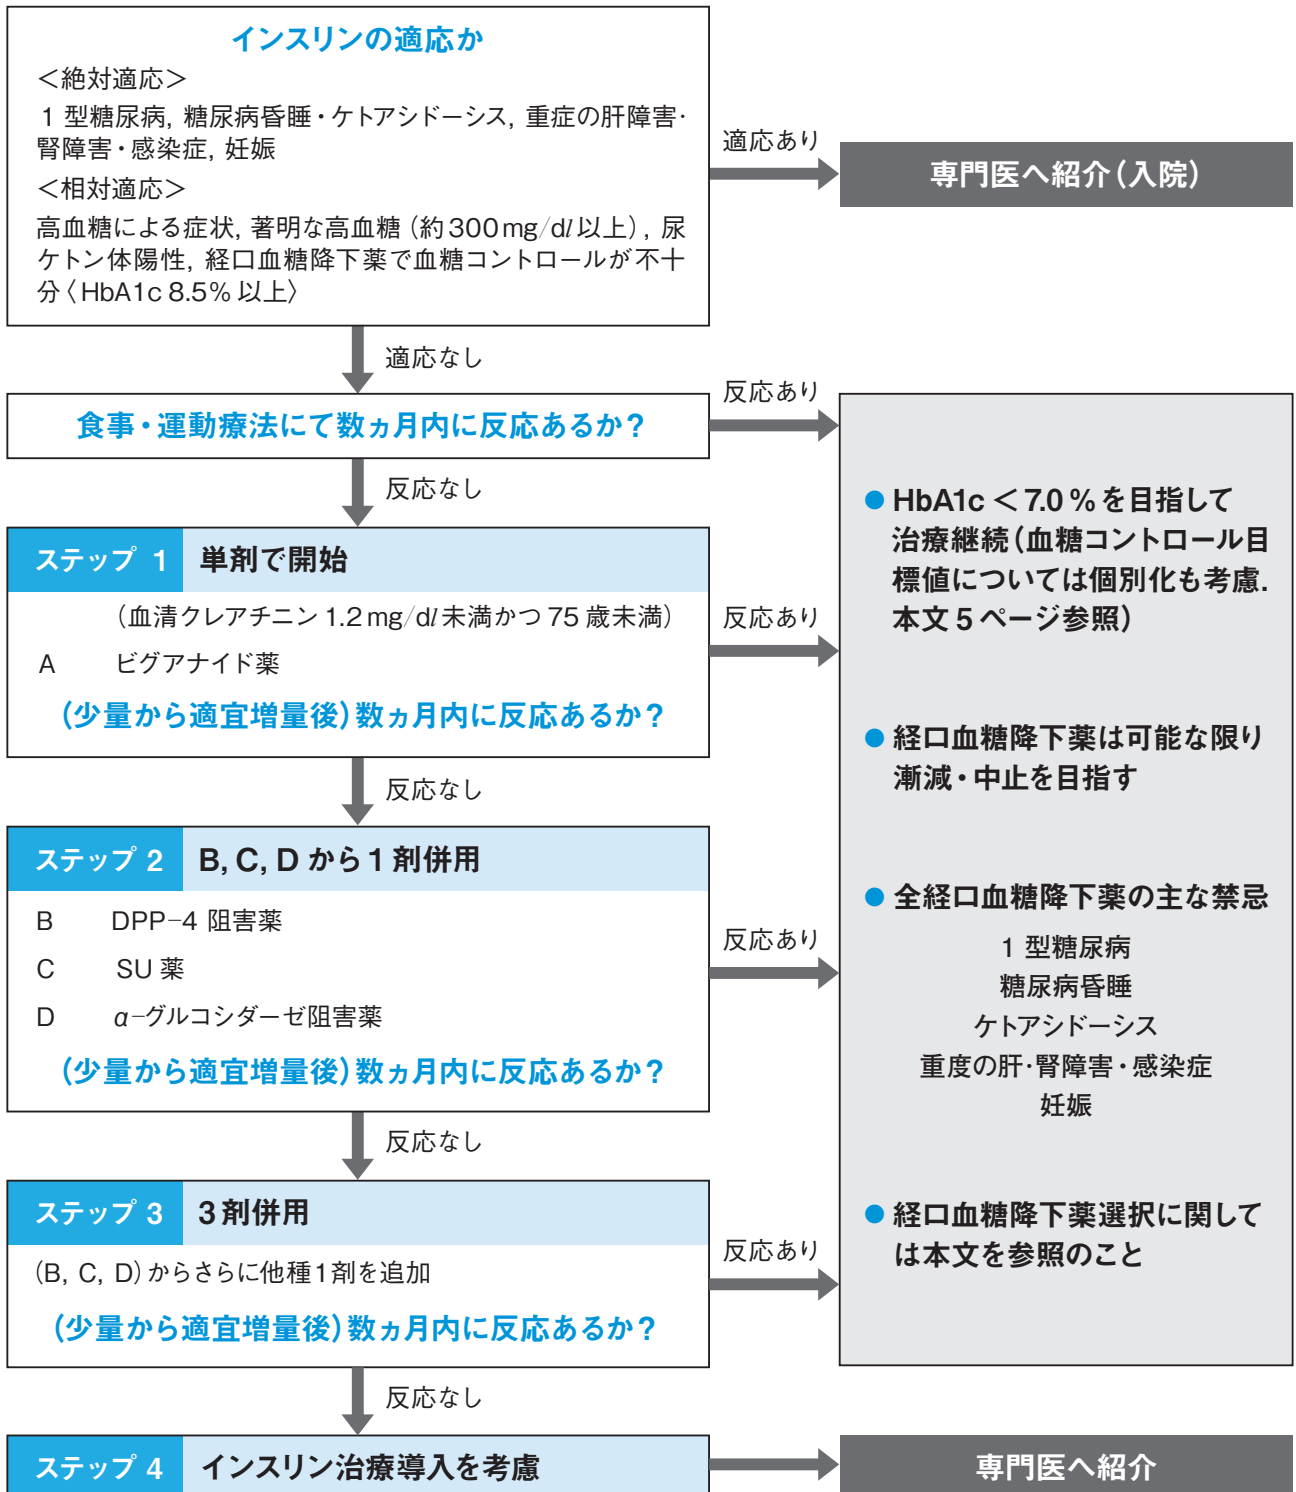 インスリンの適応か
＜絶対適応＞
1 型糖尿病, 糖尿病昏睡・ケトアシドーシス, 重症の肝障害・
腎障害・感染症, 妊娠
＜相対適応＞
高血糖による症状, 著明な高血糖（約300mg/dl以上）, 尿
ケトン体陽性, 経口血糖降下薬で血糖コントロールが不十
分〈HbA1c 8.5％以上〉
適応あり
専門医へ紹介（入院）
適応なし
食事・運動療法にて数ヵ月内に反応あるか？
反応あり
反応なし
ステップ 1 単剤で開始
（血清クレアチニン 1.2mg/dl未満かつ 75 歳未満）
A ビグアナイド薬
（少量から適宜増量後）数ヵ月内に反応あるか？
反応あり
反応なし
ステップ 2 B, C, D から 1 剤併用
B DPP-4 阻害薬
C SU 薬
D α-グルコシダーゼ阻害薬
（少量から適宜増量後）数ヵ月内に反応あるか？
反応あり
反応なし
ステップ 3 3剤併用
（B, C, D）からさらに他種1剤を追加
（少量から適宜増量後）数ヵ月内に反応あるか？
反応あり
反応なし
ステップ 4 インスリン治療導入を考慮
専門医へ紹介
● HbA1c ＜7.0％を目指して
治療継続（血糖コントロール目
標値については個別化も考慮.
本文 5 ページ参照）
● 経口血糖降下薬は可能な限り
漸減・中止を目指す
● 全経口血糖降下薬の主な禁忌
1 型糖尿病
糖尿病昏睡
ケトアシドーシス
重度の肝・腎障害・感染症
妊娠
● 経口血糖降下薬選択に関して
は本文を参照のこと